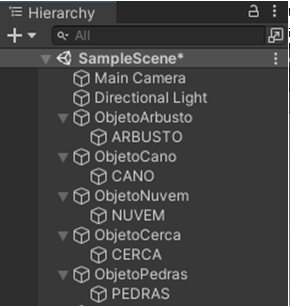 Hierarchy
All
SampleScene*
Main Camera
Directional Light
ObjetoArbusto
ARBUSTO
ObjetoCano
CANO
ObjetoNuvem
NUVEM
ObjetoCerca
CERCA
ObjetoPedras
PEDRAS